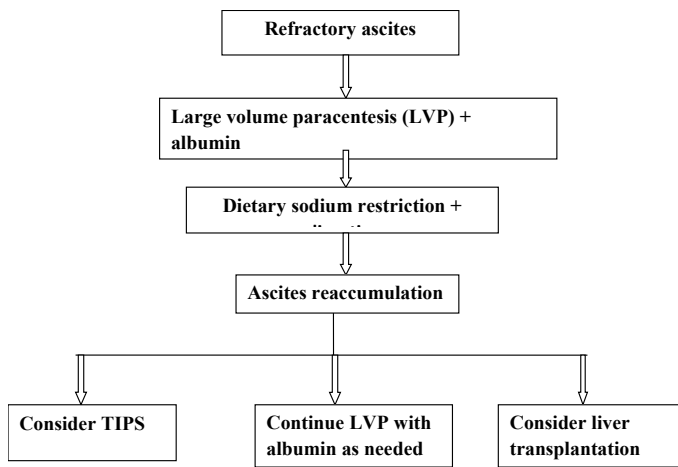 Refractory ascites
Large volume paracentesis (LVP) +
albumin
Dietary sodium restriction +
Ascites reaccumulation
Consider TIPS
Continue LVP with
albumin as needed
Consider liver
transplantation